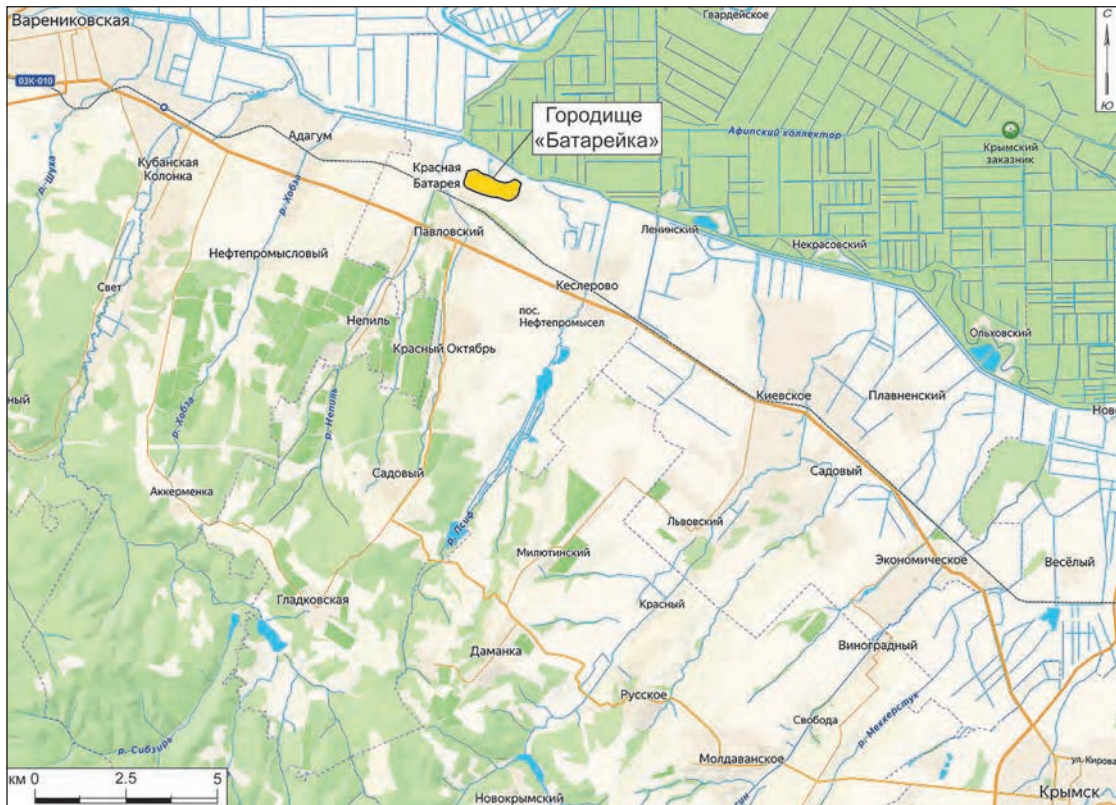 Варениковская
Гвардейское
С
Ю
03К-010
Городище
«Батарейка»
Афипский коллектор
Крымский
заказник
Адагум
Кубанская
Колонка
Красная
Батарея
р. Шуха
р. Хобза
Павловский
Ленинский
Некрасовский
Нефтепромысловый
Свет
Кеслерово
пос.
Нефтепромысел
Непиль
Красный Октябрь
Ольховский
ный
Киевское
Плавненский
Ново
р. Хобза
р. Непиль
Садовый
Садовый
Аккерменка
р. Псиф
Львовский
Милютинский
Экономическое
Весёлый
Гладковская
Красный
Даманка
Виноградный
Русское
Свобода
р. Меккерстук
р. Сибзирь
Молдаванское
ул. Кирова
км 0 2.5 5
Новокрымский
Крымск